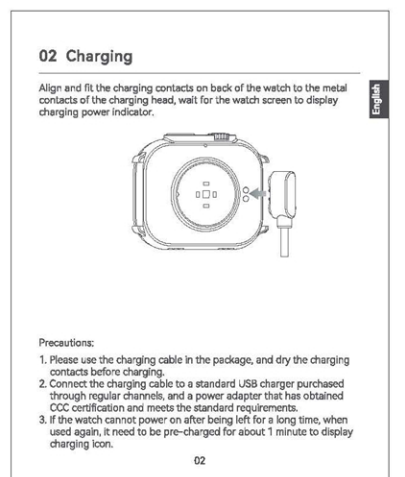 02 Charging
Align and fit the charging contacts on back of the watch to the metal
contacts of the charging head, wait for the watch screen to display
charging power indicator.
English
Precautions:
1. Please use the charging cable in the package, and dry the charging
contacts before charging.
2. Connect the charging cable to a standard USB charger purchased
through regular channels, and a power adapter that has obtained
CCC certification and meets the standard requirements.
3. If the watch cannot power on after being left for a long time, when
used again, it need to be pre-charged for about 1 minute to display
charging icon.
02